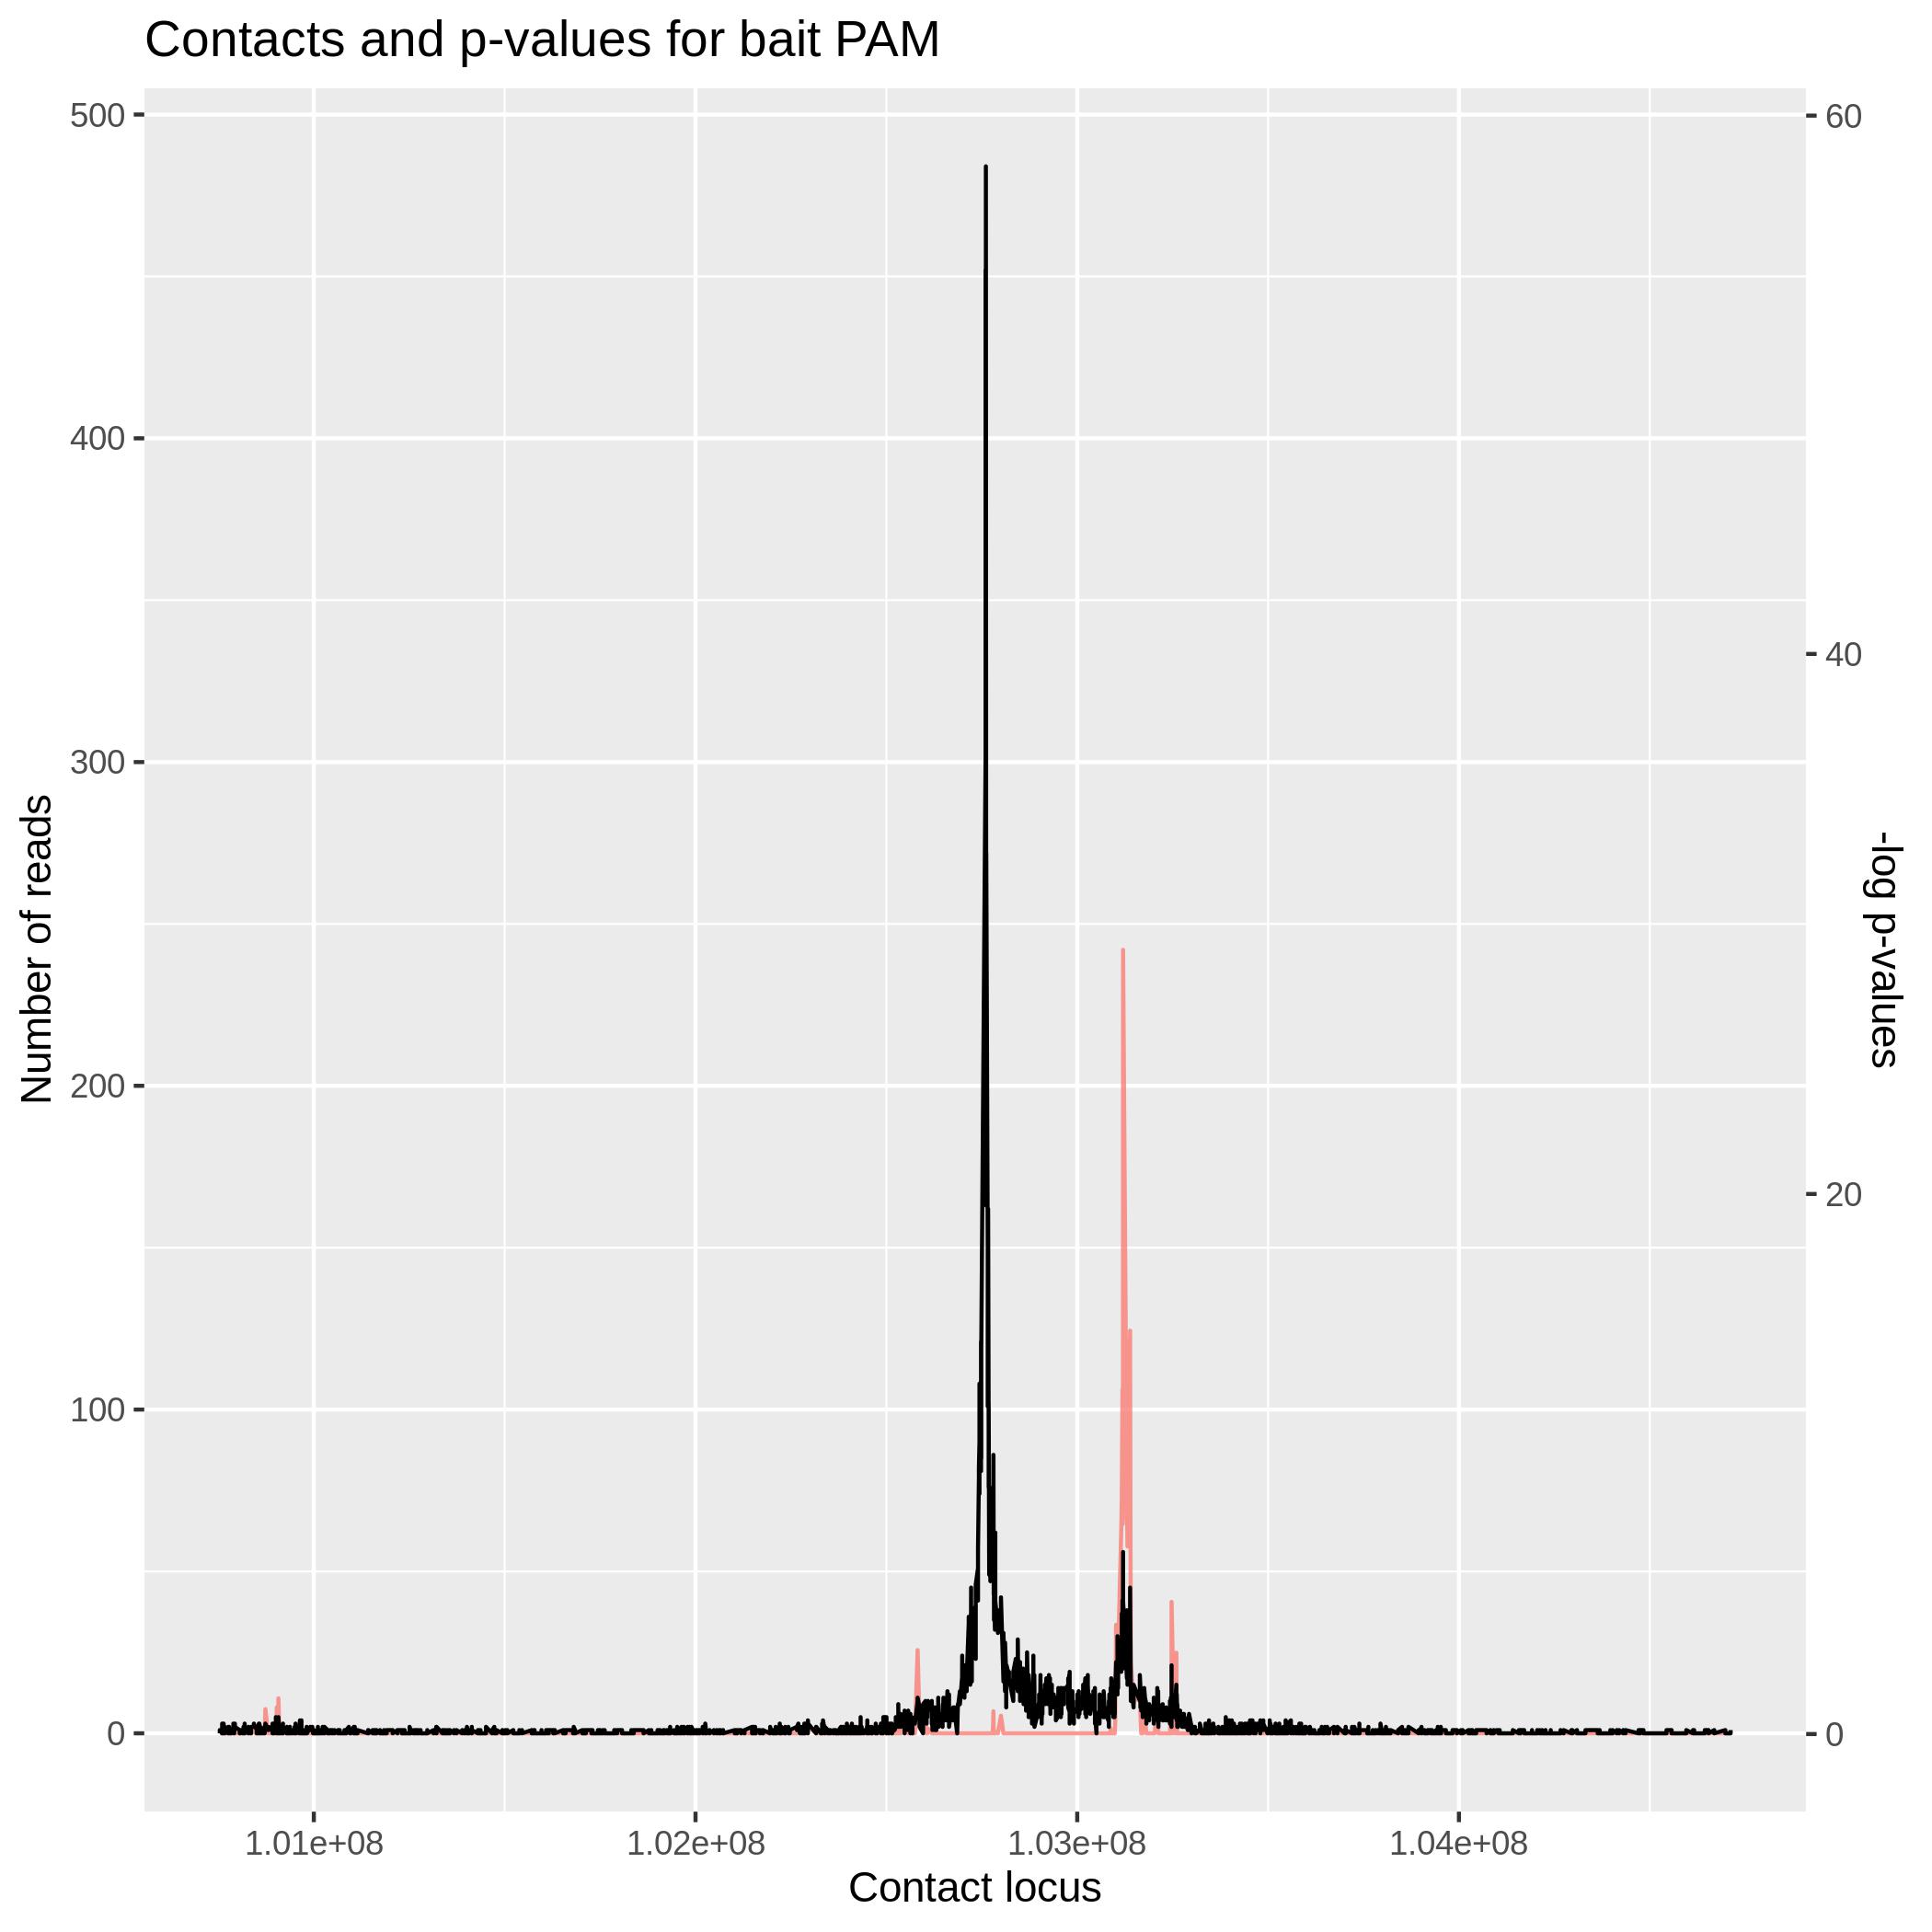 Contacts and p-values for bait PAM
500
400
300
200
100
0
Number of reads
60
40
20
0
-log p-values
1.01e+08
1.02e+08
1.03e+08
1.04e+08
Contact locus